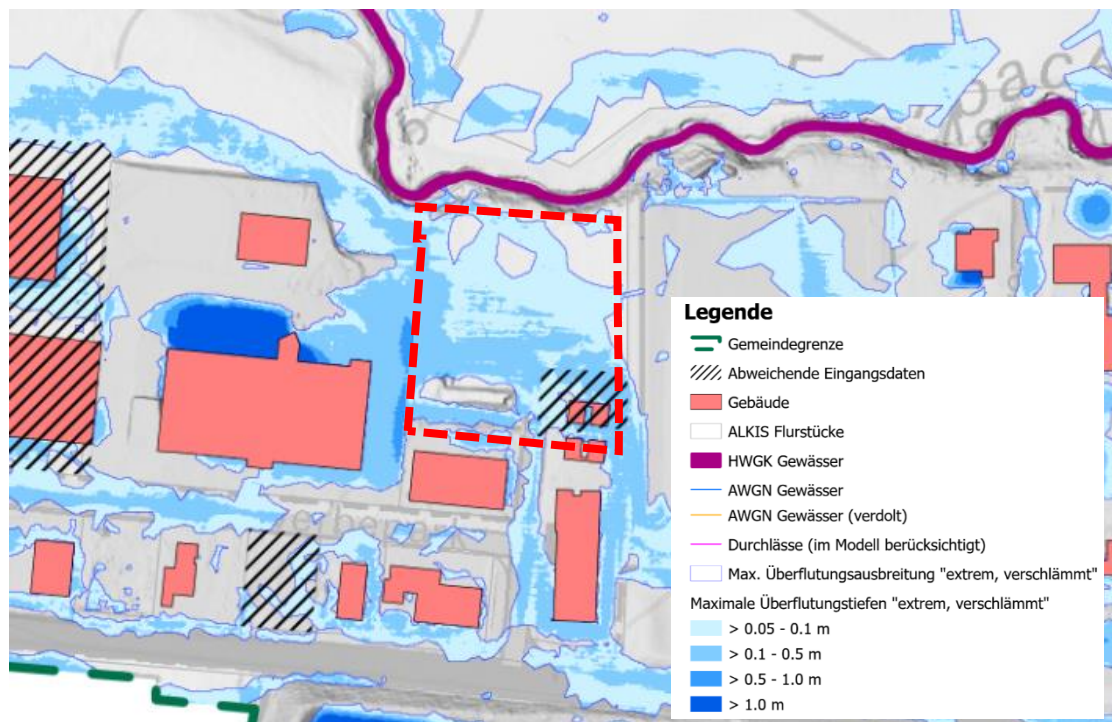 Legende
Gemeindegrenze
Abweichende Eingangsdaten
Gebäude
ALKIS Flurstücke
HWGK Gewässer
AWGN Gewässer
AWGN Gewässer (verdolt)
Durchlässe (im Modell berücksichtigt)
Max. Überflutungsausbreitung "extrem, verschlämmt"
Maximale Überflutungstiefen "extrem, verschlämmt"
> 0.05 - 0.1 m
> 0.1 - 0.5 m
> 0.5 - 1.0 m
> 1.0 m